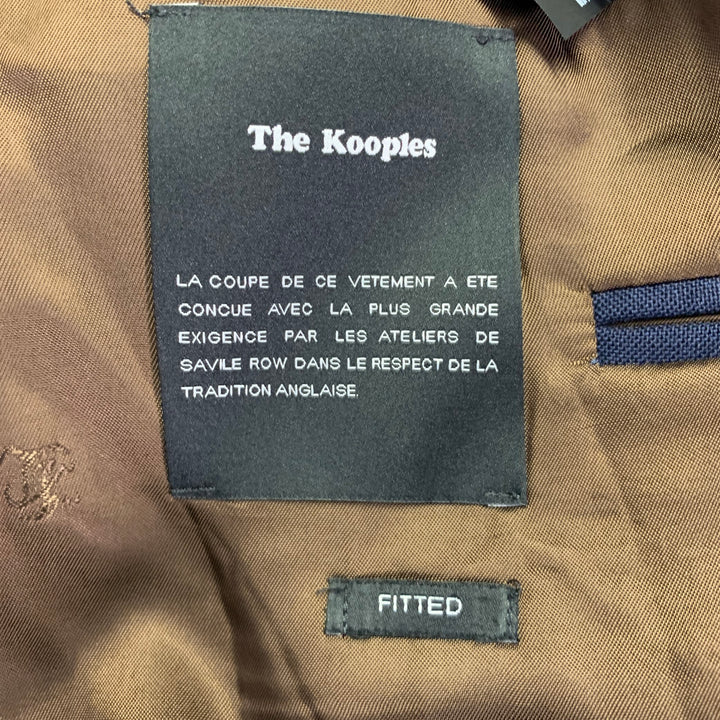 The Kooples
LA COUPE DE CE VETEMENT A ETE
CONCUE AVEC LA PLUS GRANDE
EXIGENCE PAR LES ATELIERS DE
SAVILE ROW DANS LE RESPECT DE LA
TRADITION ANGLAISE.
FITTED